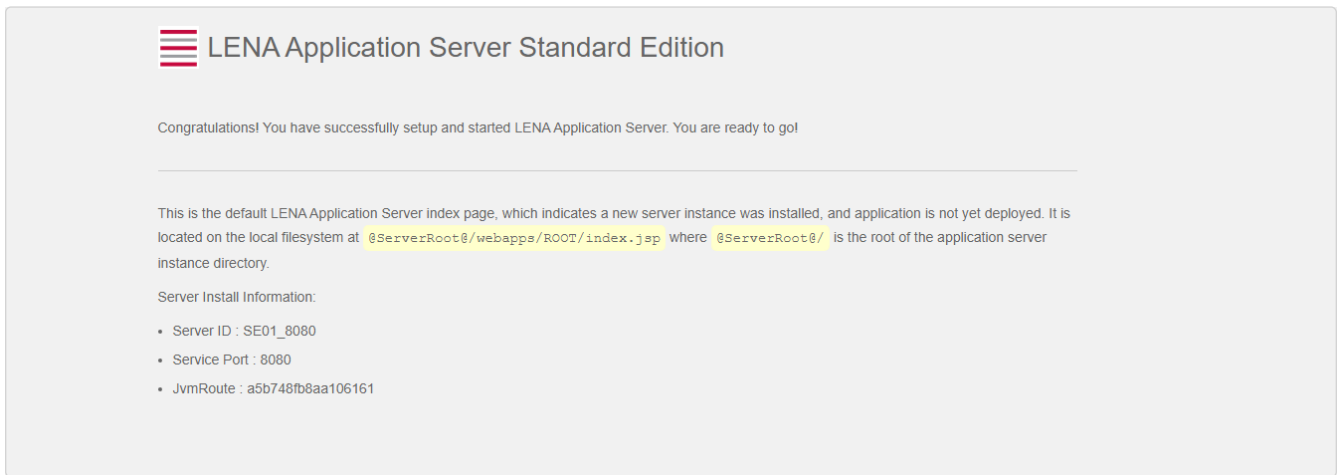 LENA Application Server Standard Edition
Congratulations! You have successfully setup and started LENA Application Server. You are ready to go!
This is the default LENA Application Server index page, which indicates a new server instance was installed, and application is not yet deployed. It is
located on the local filesystem at @ServerRoot@/webapps/ROOT/index.jsp where @ServerRoot@/ is the root of the application server
instance directory.
Server Install Information:
• Server ID : SE01_8080
• Service Port : 8080
• JvmRoute : a5b748fb8aa106161